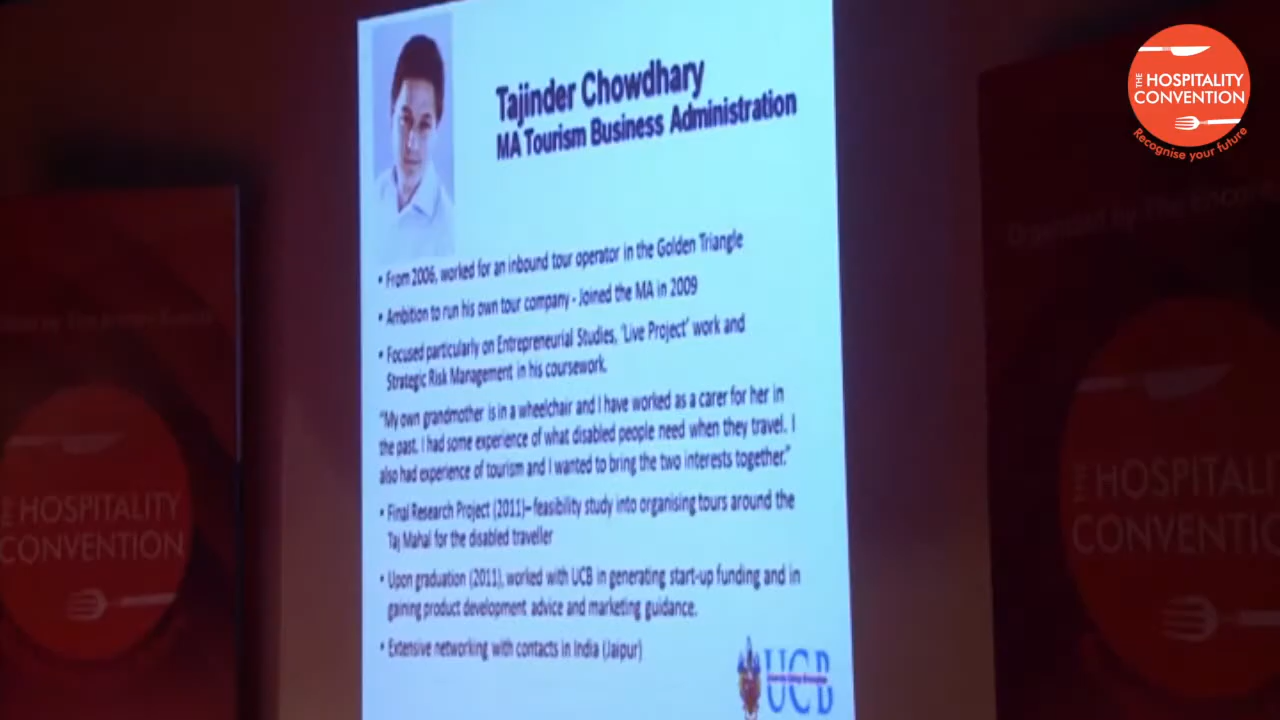 Tajinder Chowdhary
MA Tourism Business Administration
• From 2006, worked for an inbound tour operator in the Golden Triangle
• Ambition to run his own tour company - Joined the MA in 2009
• Focused particularly on Entrepreneurial Studies, 'Live Project' work and
Strategic Risk Management in his coursework.
"My own grandmother is in a wheelchair and I have worked as a carer for her in
the past. I had some experience of what disabled people need when they travel. I
also had experience of tourism and I wanted to bring the two interests together."
• Final Research Project (2011)– feasibility study into organising tours around the
Taj Mahal for the disabled traveller
• Upon graduation (2011), worked with UCB in generating start-up funding and in
gaining product development advice and marketing guidance.
• Extensive networking with contacts in India (Jaipur)
UCB
THE HOSPITALITY
CONVENTION
Recognise your future
THE HOSPITALITY
CONVENTION
Organised by
THE HOSPITALI
CONVENTIO